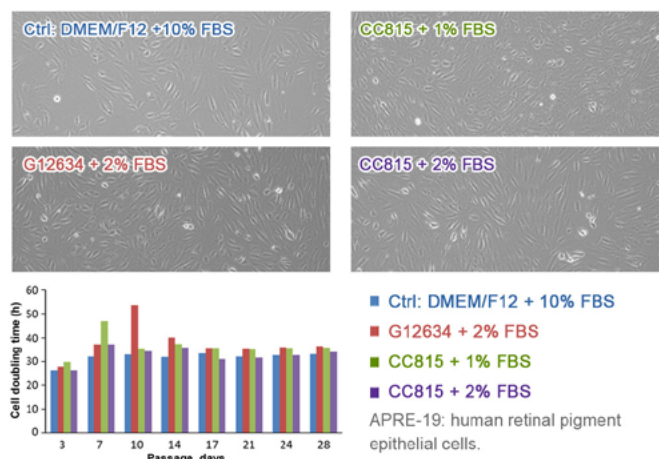 Ctrl: DMEM/F12 +10% FBS
CC815 + 1% FBS
G12634 + 2% FBS
CC815 + 2% FBS
Cell doubling time (h)
60
50
40
30
20
10
0
3 7 10 14 17 21 24 28
Passage, days
Ctrl: DMEM/F12 + 10% FBS
G12634 + 2% FBS
CC815 + 1% FBS
CC815 + 2% FBS
APRE-19: human retinal pigment
epithelial cells.